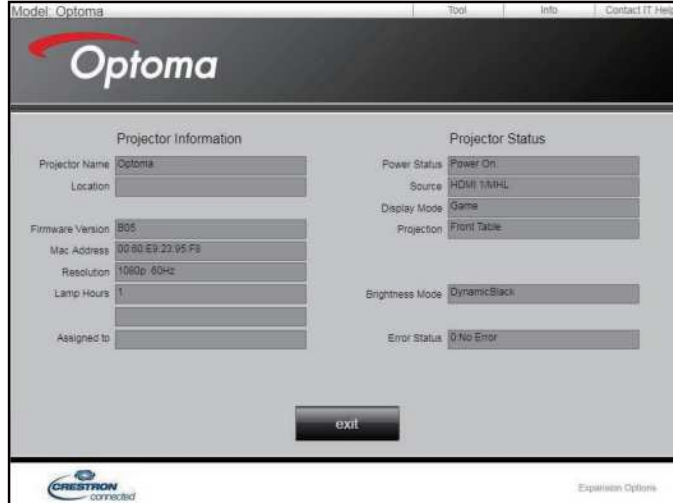 Model: Optoma
Tool Info Contact IT Help
Optoma
Projector Information
Projector Name Optoma
Location
Firmware Version B05
Mac Address 00:60:E9:23:95:F8
Resolution 1080p 60Hz
Lamp Hours 1
Assigned to
Projector Status
Power Status Power On.
Source HDMI 1/MHL
Display Mode Game
Projection Front Table
Brightness Mode DynamicBlack
Error Status 0:No Error
exit
CRESTRON
connected
Expansion Options